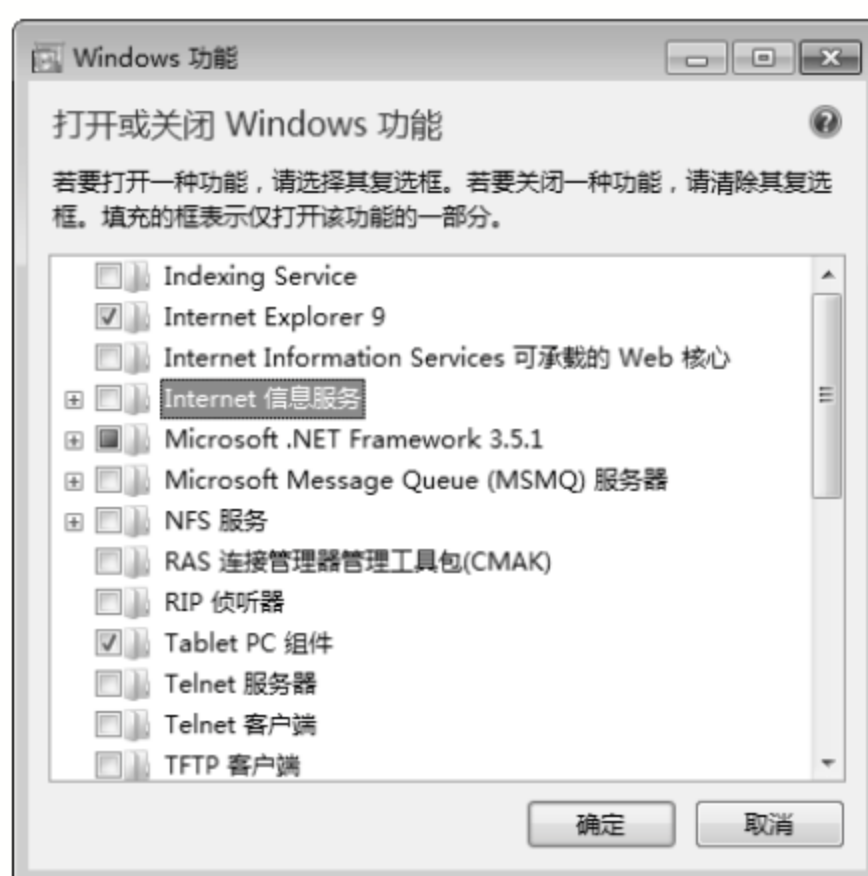 Windows 功能
打开或关闭 Windows 功能
若要打开一种功能，请选择其复选框。若要关闭一种功能，请清除其复选
框。填充的框表示仅打开该功能的一部分。
Indexing Service
Internet Explorer 9
Internet Information Services 可承载的 Web 核心
Internet 信息服务
Microsoft .NET Framework 3.5.1
Microsoft Message Queue (MSMQ) 服务器
NFS 服务
RAS 连接管理器管理工具包(CMAK)
RIP 侦听器
Tablet PC 组件
Telnet 服务器
Telnet 客户端
TFTP 客户端
确定 取消